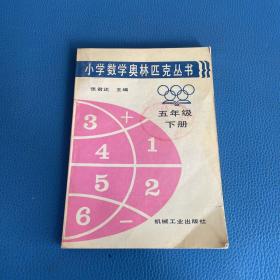 小学数学奥林匹克丛书
张君达 主编
五年级
下册
3 +
4 1
5 2
6 -
机械工业出版社